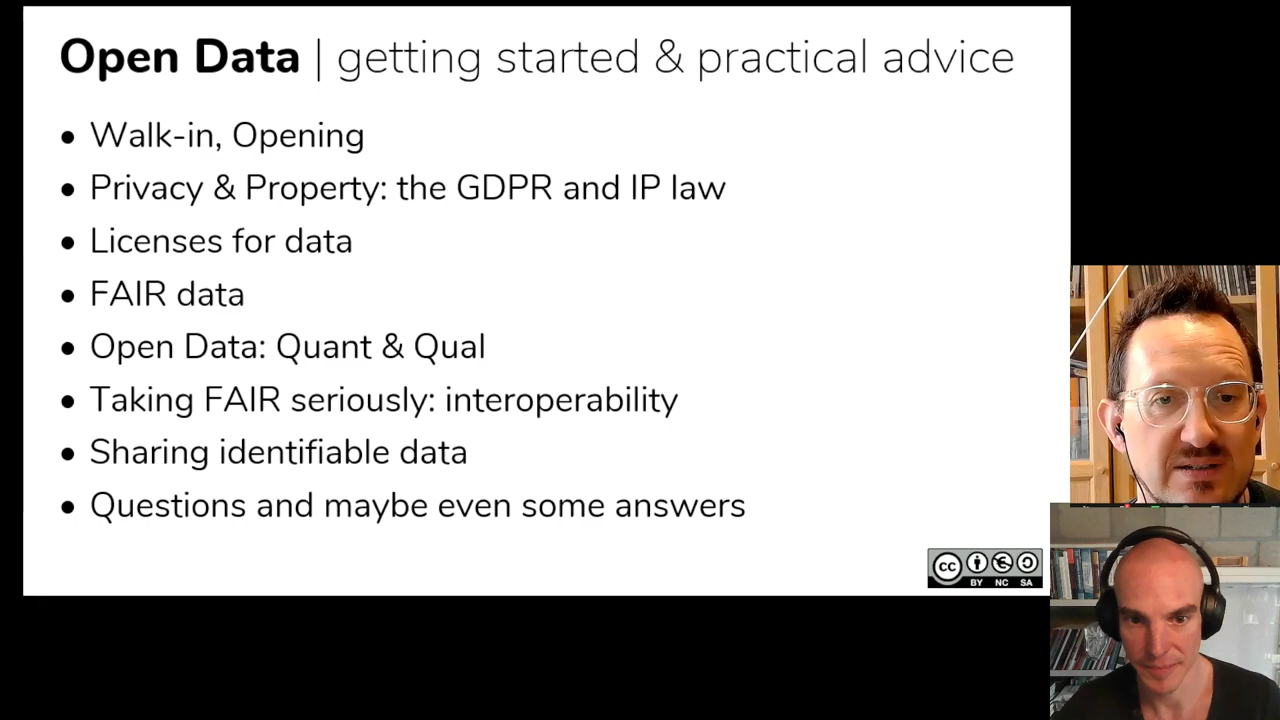 Open Data | getting started & practical advice
• Walk-in, Opening
• Privacy & Property: the GDPR and IP law
• Licenses for data
• FAIR data
• Open Data: Quant & Qual
• Taking FAIR seriously: interoperability
• Sharing identifiable data
• Questions and maybe even some answers
cc
BY NC SA